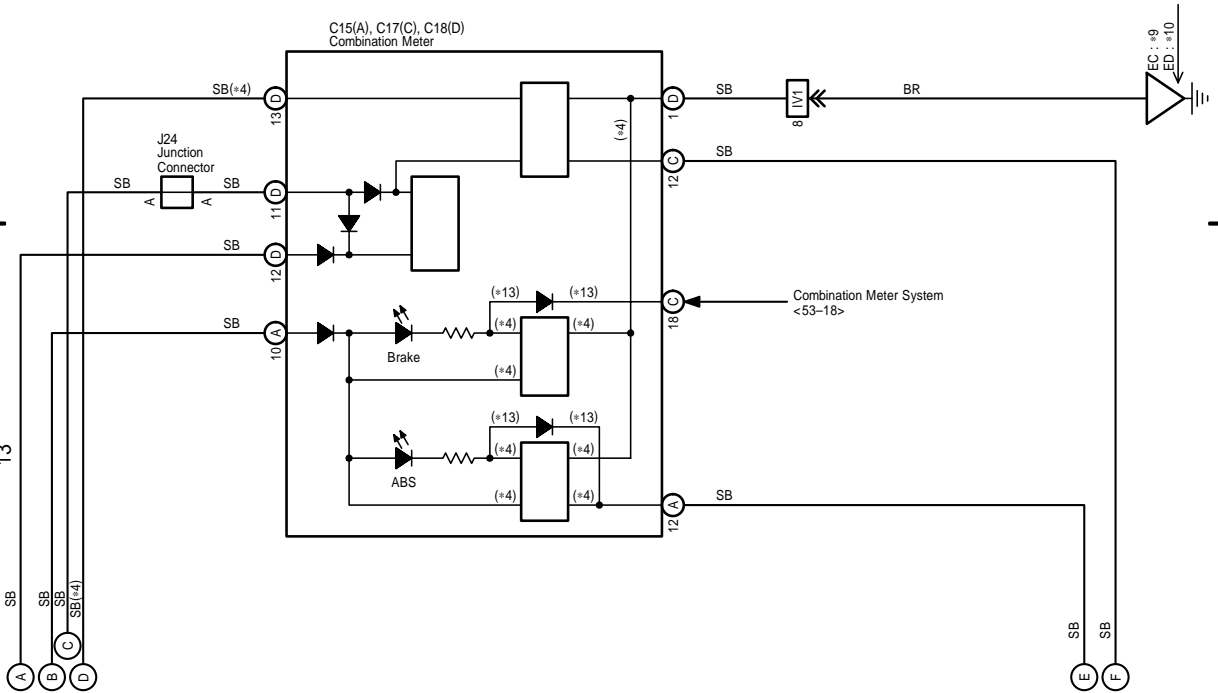 C15(A), C17(C), C18(D)
Combination Meter
EC : *9
ED : *10
SB(*4)
D
13
D
1
SB
IV1
8
BR
(*4)
J24
Junction
Connector
SB
A
A
SB
D
11
C
12
SB
SB
D
12
(*13)
(*13)
C
18
Combination Meter System
<53–18>
SB
A
10
Brake
(*4)
(*4)
(*4)
(*13)
(*13)
ABS
(*4)
(*4)
(*4)
(*4)
A
12
SB
13
SB
SB
SB
SB(*4)
SB
SB
A
B
C
D
E
F